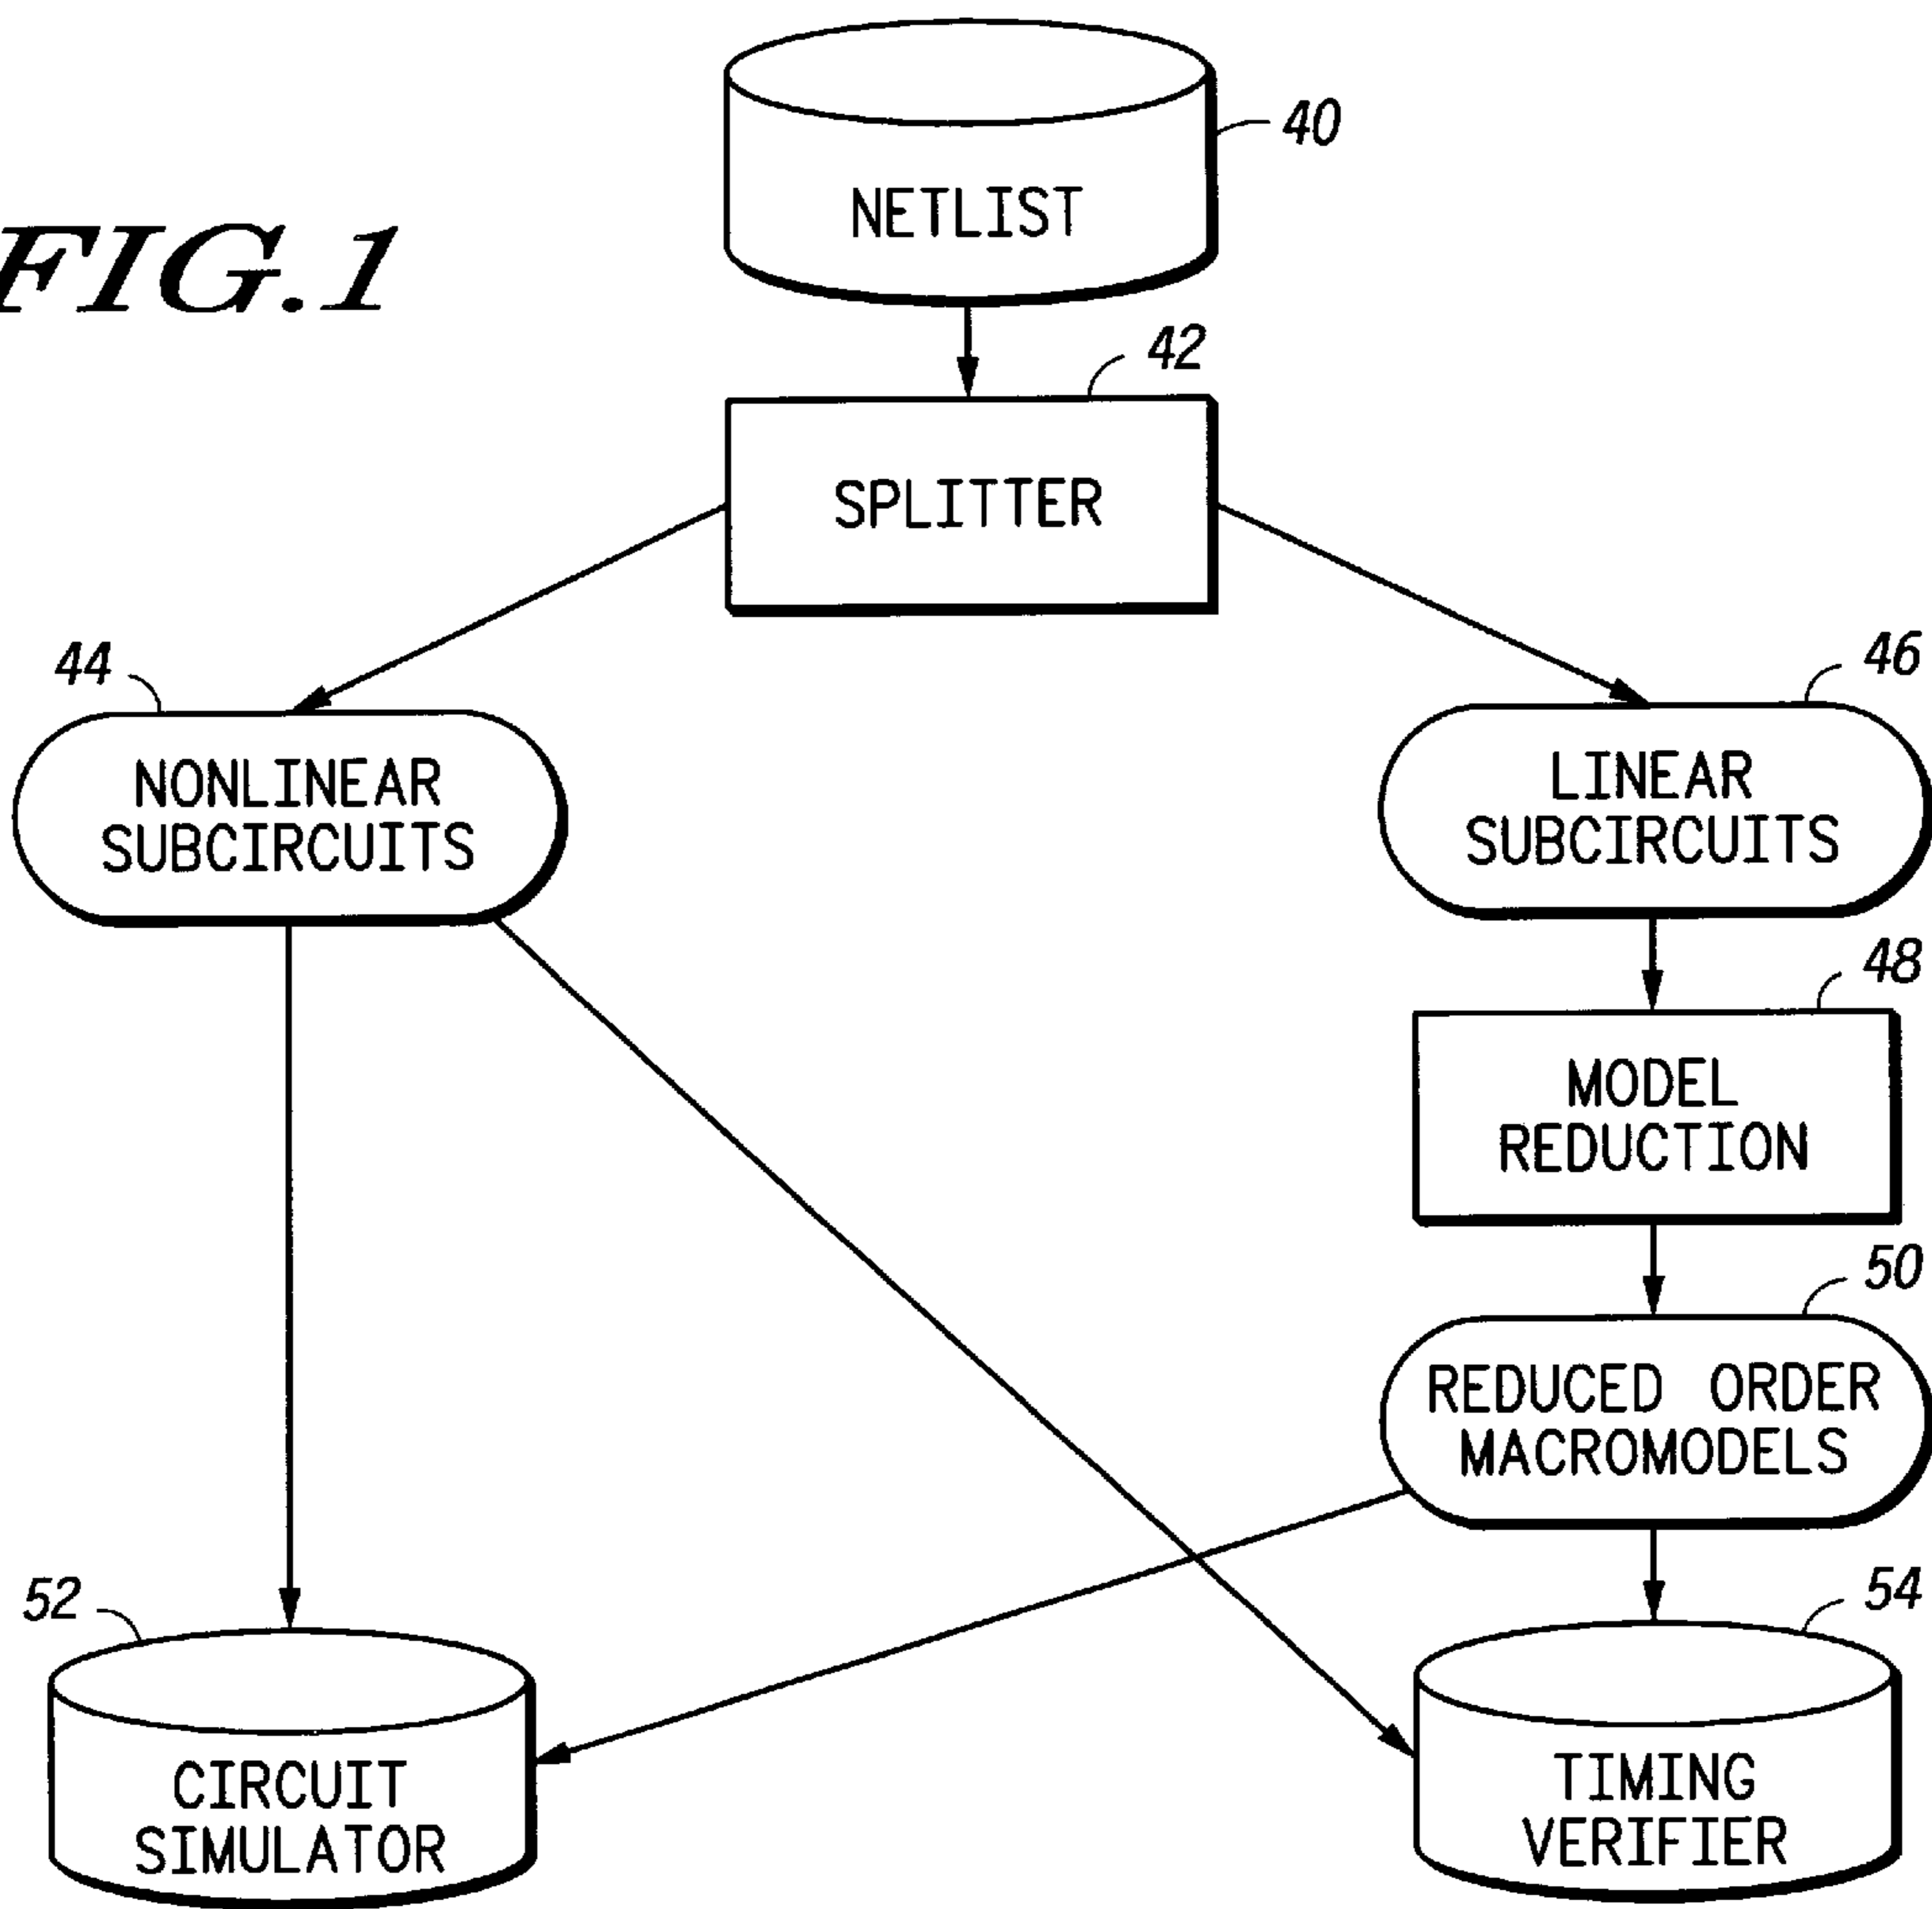 FIG.1
40
NETLIST
42
SPLITTER
44
NONLINEAR
SUBCIRCUITS
46
LINEAR
SUBCIRCUITS
48
MODEL
REDUCTION
50
REDUCED ORDER
MACROMODELS
52
CIRCUIT
SIMULATOR
54
TIMING
VERIFIER